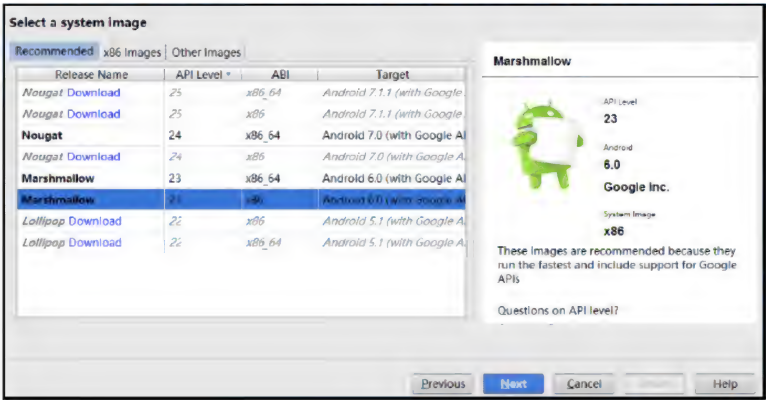 Select a system image
Recommended x86 Images Other Images
Release Name API Level ABI Target
Nougat Download 25 x86_64 Android 7.1.1 (with Google
Nougat Download 25 x86 Android 7.1.1 (with Google
Nougat 24 x86_64 Android 7.0 (with Google AI
Nougat Download 24 x86 Android 7.0 (with Google A
Marshmallow 23 x86_64 Android 6.0 (with Google AI
Marshmallow 23 x86 Android 6.0 (with Google AI
Lollipop Download 22 x86 Android 5.1 (with Google A
Lollipop Download 22 x86_64 Android 5.1 (with Google A
Marshmallow
API Level
23
Android
6.0
Google Inc.
System Image
x86
These images are recommended because they
run the fastest and include support for Google
APIs
Questions on API level?
Previous Next Cancel Help